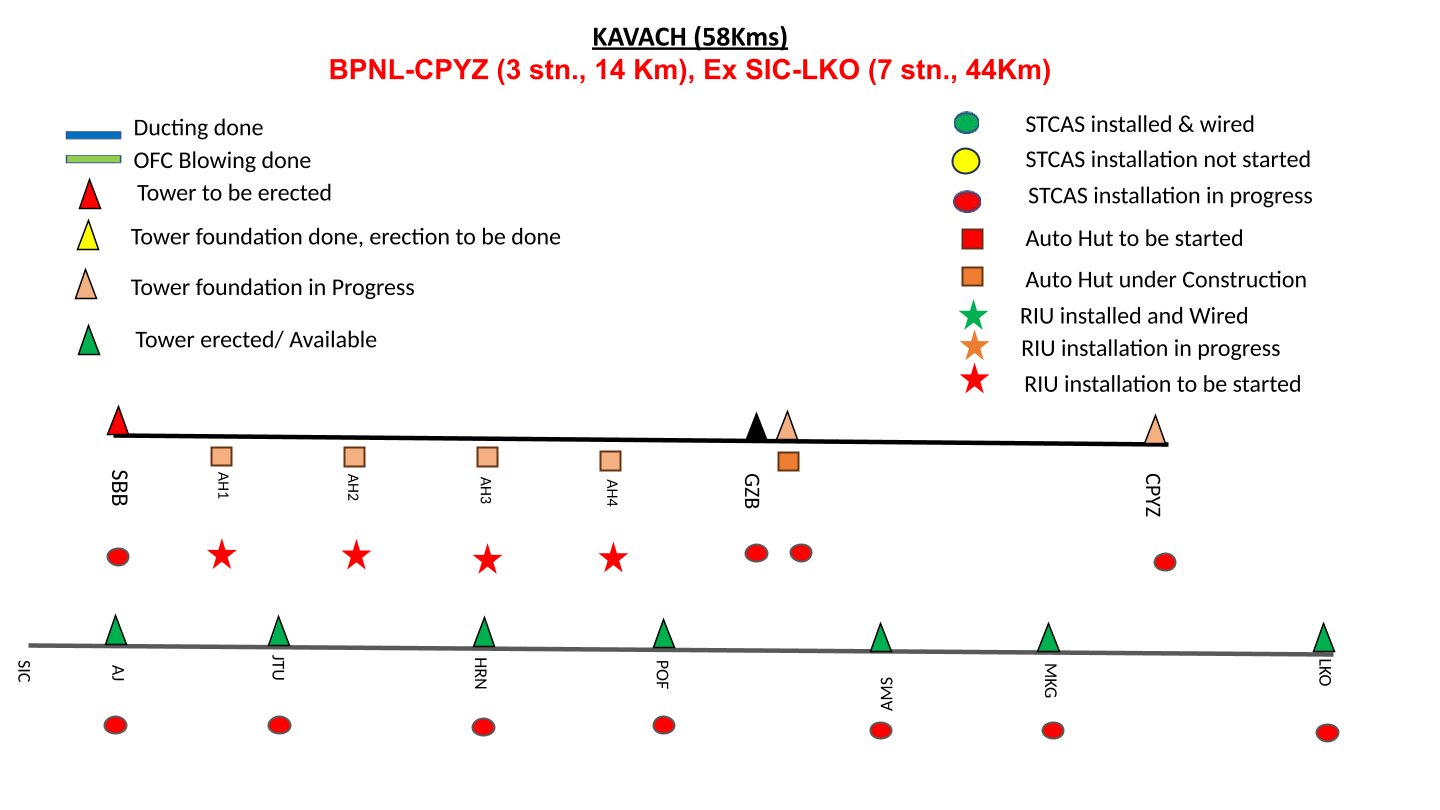 KAVACH (58Kms)
BPNL-CPYZ (3 stn., 14 Km), Ex SIC-LKO (7 stn., 44Km)
Ducting done
OFC Blowing done
Tower to be erected
Tower foundation done, erection to be done
Tower foundation in Progress
Tower erected/ Available
STCAS installed & wired
STCAS installation not started
STCAS installation in progress
Auto Hut to be started
Auto Hut under Construction
RIU installed and Wired
RIU installation in progress
RIU installation to be started
SBB
AH1
AH2
AH3
AH4
GZB
CPYZ
SIC
AJ
JTU
HRN
POF
AMS
MKG
LKO